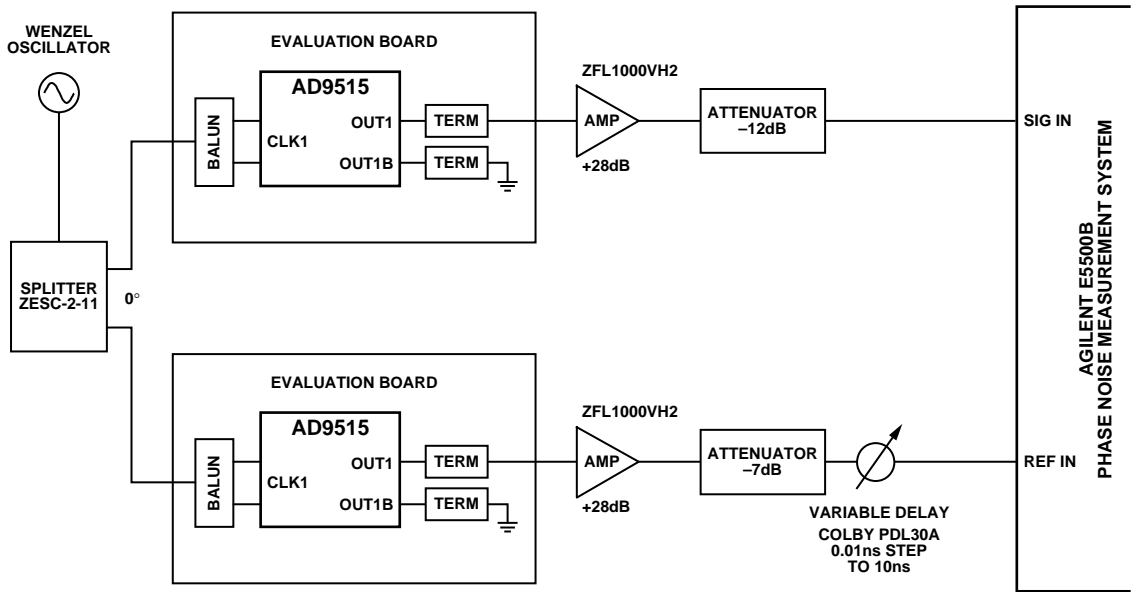 WENZEL
OSCILLATOR
SPLITTER
ZESC-2-11
0°
EVALUATION BOARD
BALUN
AD9515
CLK1
OUT1
OUT1B
TERM
TERM
ZFL1000VH2
AMP
+28dB
ATTENUATOR
–12dB
SIG IN
EVALUATION BOARD
BALUN
AD9515
CLK1
OUT1
OUT1B
TERM
TERM
ZFL1000VH2
AMP
+28dB
ATTENUATOR
–7dB
VARIABLE DELAY
COLBY PDL30A
0.01ns STEP
TO 10ns
REF IN
AGILENT E5500B
PHASE NOISE MEASUREMENT SYSTEM